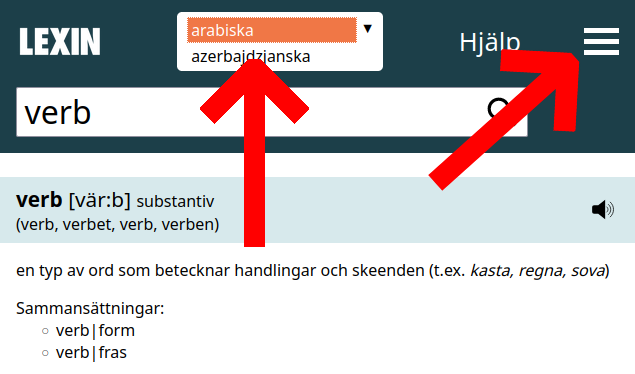 LEXIN
arabiska
azerbajdzjanska
Hjälp
verb
verb [vär:b] substantiv
(verb, verbet, verb, verben)
en typ av ord som betecknar handlingar och skeenden (t.ex. kasta, regna, sova)
Sammansättningar:
verb|form
verb|fras